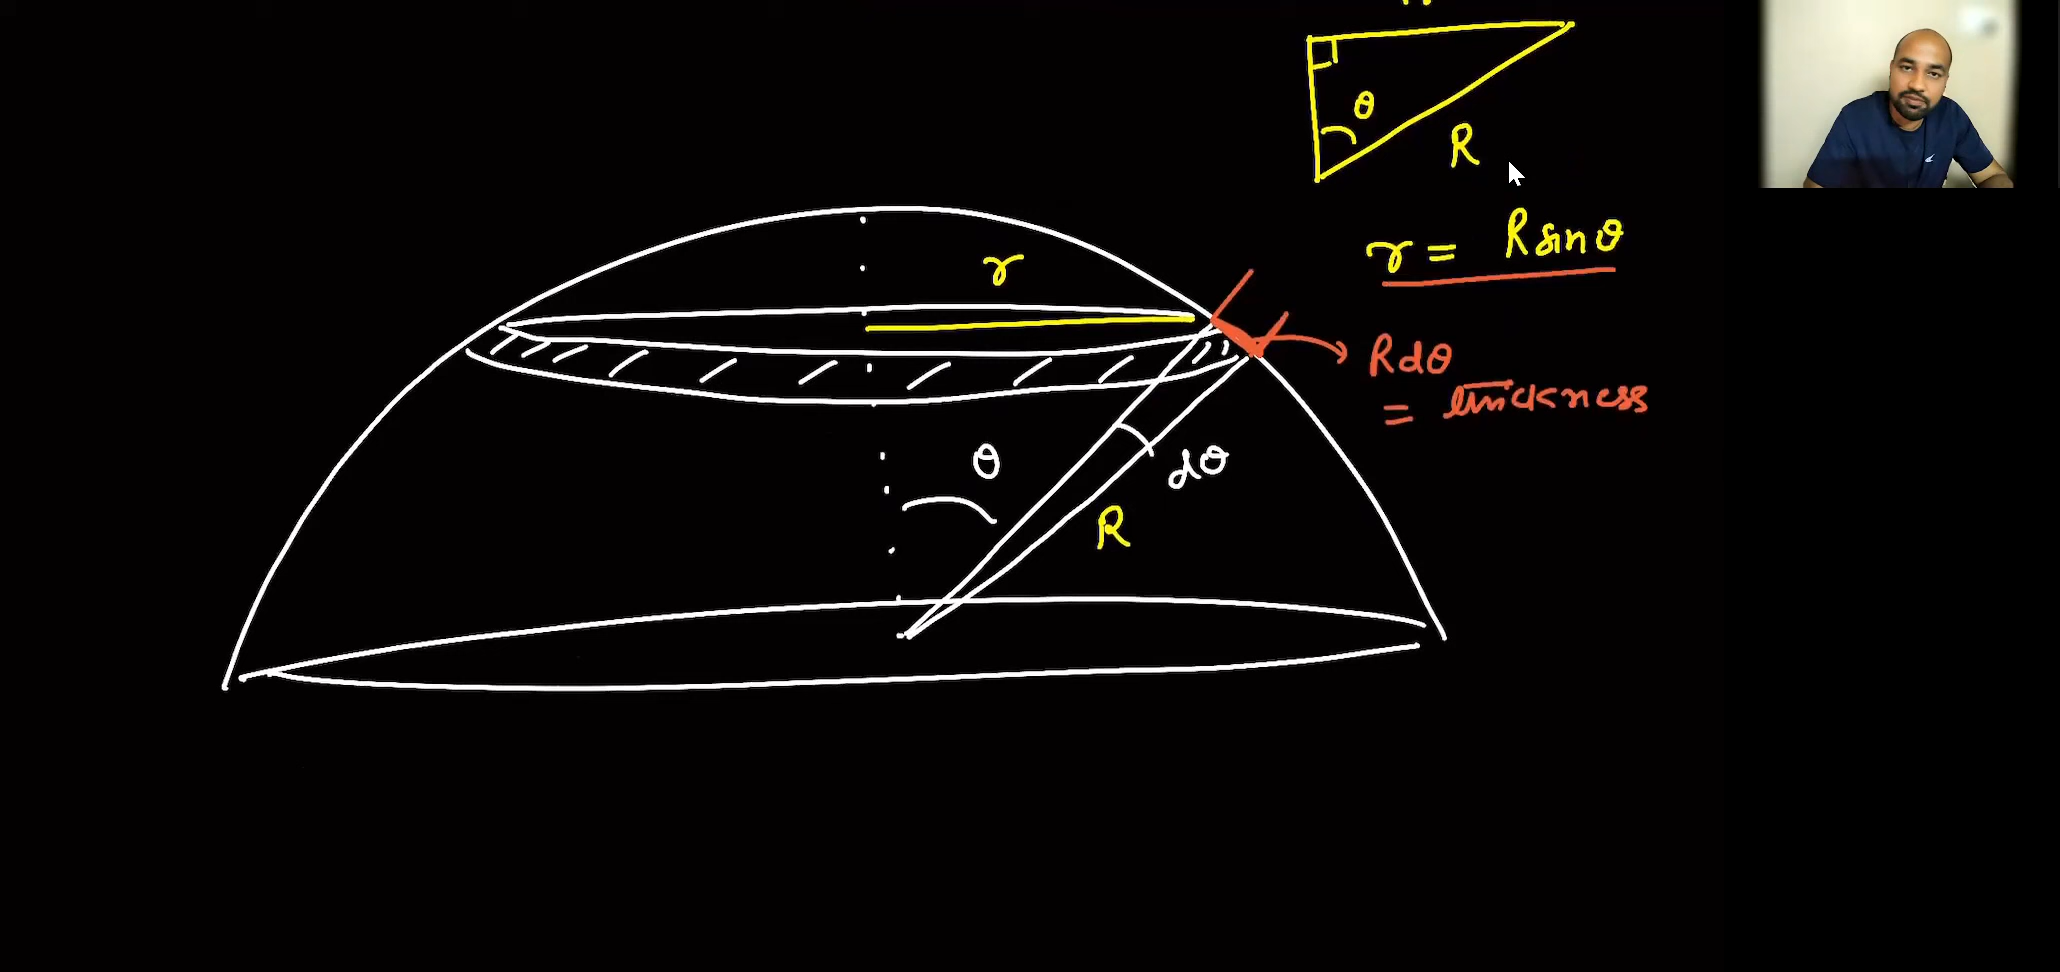 θ
R
r = R sin θ
r
R dθ
= thickness
θ
dθ
R